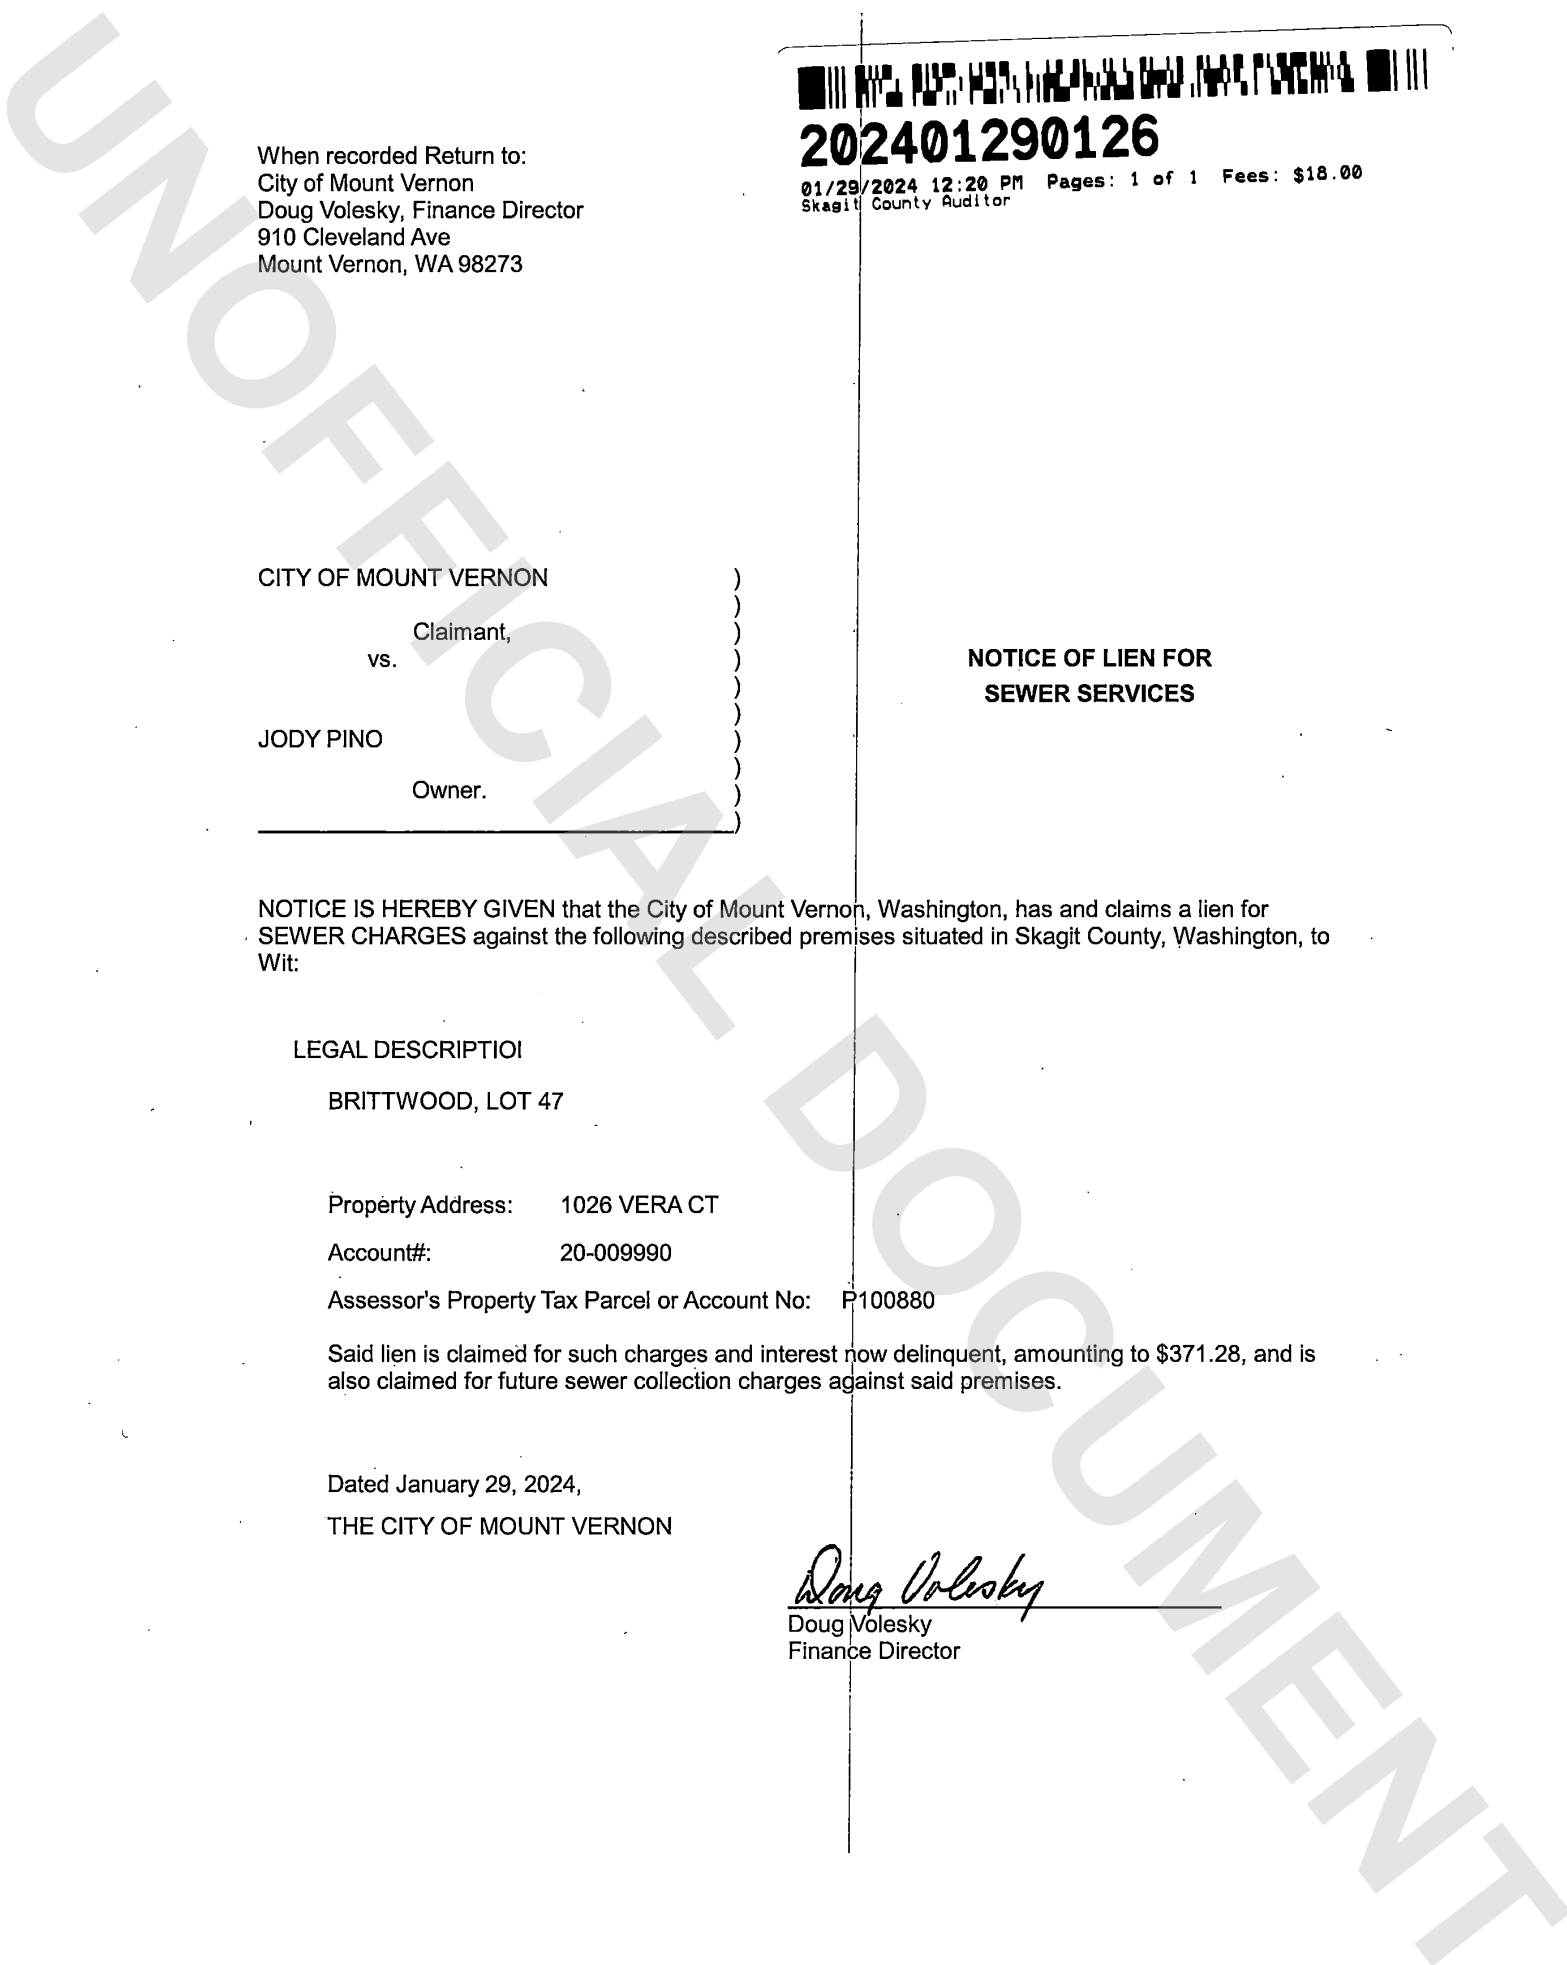 202401290126
01/29/2024 12:20 PM Pages: 1 of 1 Fees: $18.00
Skagit County Auditor
When recorded Return to:
City of Mount Vernon
Doug Volesky, Finance Director
910 Cleveland Ave
Mount Vernon, WA 98273
CITY OF MOUNT VERNON )
)
Claimant, )
vs. )
)
)
JODY PINO )
)
Owner. )
)
NOTICE OF LIEN FOR
SEWER SERVICES
NOTICE IS HEREBY GIVEN that the City of Mount Vernon, Washington, has and claims a lien for
SEWER CHARGES against the following described premises situated in Skagit County, Washington, to
Wit:
LEGAL DESCRIPTIOI
BRITTWOOD, LOT 47
Property Address: 1026 VERA CT
Account#: 20-009990
Assessor's Property Tax Parcel or Account No: P100880
Said lien is claimed for such charges and interest now delinquent, amounting to $371.28, and is
also claimed for future sewer collection charges against said premises.
Dated January 29, 2024,
THE CITY OF MOUNT VERNON
Doug Volesky
Doug Volesky
Finance Director
UNOFFICIAL DOCUMENT